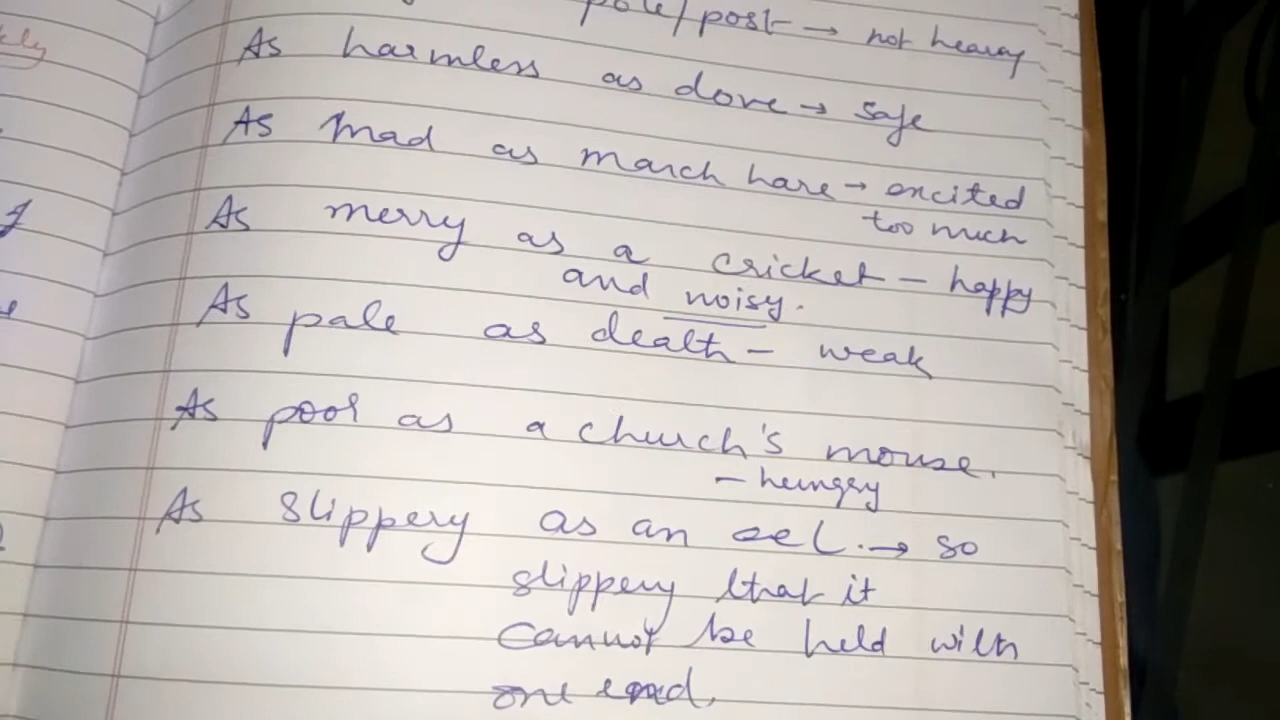 pole/post → not heavy
As harmless as dove → safe
As Mad as March hare → encited
too much
As merry as a cricket – happy
and noisy.
As pale as death – weak
As poor as a church's mouse.
– hungry
As slippery as an eel. → so
slippery that it
cannot be held with
one end.